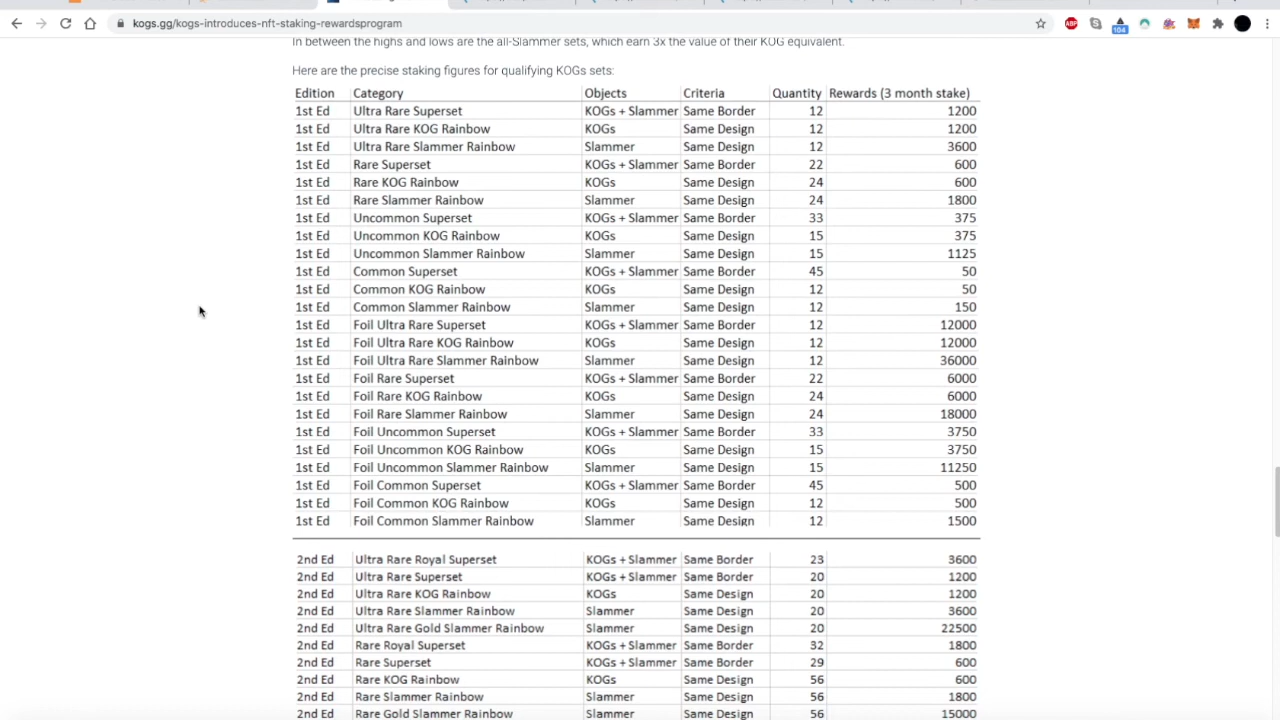 kogs.gg/kogs-introduces-nft-staking-rewardsprogram
104
In between the highs and lows are the all-Slammer sets, which earn 3x the value of their KOG equivalent.
Here are the precise staking figures for qualifying KOGs sets:
Edition Category Objects Criteria Quantity Rewards (3 month stake)
1st Ed Ultra Rare Superset KOGs + Slammer Same Border 12 1200
1st Ed Ultra Rare KOG Rainbow KOGs Same Design 12 1200
1st Ed Ultra Rare Slammer Rainbow Slammer Same Design 12 3600
1st Ed Rare Superset KOGs + Slammer Same Border 22 600
1st Ed Rare KOG Rainbow KOGs Same Design 24 600
1st Ed Rare Slammer Rainbow Slammer Same Design 24 1800
1st Ed Uncommon Superset KOGs + Slammer Same Border 33 375
1st Ed Uncommon KOG Rainbow KOGs Same Design 15 375
1st Ed Uncommon Slammer Rainbow Slammer Same Design 15 1125
1st Ed Common Superset KOGs + Slammer Same Border 45 50
1st Ed Common KOG Rainbow KOGs Same Design 12 50
1st Ed Common Slammer Rainbow Slammer Same Design 12 150
1st Ed Foil Ultra Rare Superset KOGs + Slammer Same Border 12 12000
1st Ed Foil Ultra Rare KOG Rainbow KOGs Same Design 12 12000
1st Ed Foil Ultra Rare Slammer Rainbow Slammer Same Design 12 36000
1st Ed Foil Rare Superset KOGs + Slammer Same Border 22 6000
1st Ed Foil Rare KOG Rainbow KOGs Same Design 24 6000
1st Ed Foil Rare Slammer Rainbow Slammer Same Design 24 18000
1st Ed Foil Uncommon Superset KOGs + Slammer Same Border 33 3750
1st Ed Foil Uncommon KOG Rainbow KOGs Same Design 15 3750
1st Ed Foil Uncommon Slammer Rainbow Slammer Same Design 15 11250
1st Ed Foil Common Superset KOGs + Slammer Same Border 45 500
1st Ed Foil Common KOG Rainbow KOGs Same Design 12 500
1st Ed Foil Common Slammer Rainbow Slammer Same Design 12 1500
2nd Ed Ultra Rare Royal Superset KOGs + Slammer Same Border 23 3600
2nd Ed Ultra Rare Superset KOGs + Slammer Same Border 20 1200
2nd Ed Ultra Rare KOG Rainbow KOGs Same Design 20 1200
2nd Ed Ultra Rare Slammer Rainbow Slammer Same Design 20 3600
2nd Ed Ultra Rare Gold Slammer Rainbow Slammer Same Design 20 22500
2nd Ed Rare Royal Superset KOGs + Slammer Same Border 32 1800
2nd Ed Rare Superset KOGs + Slammer Same Border 29 600
2nd Ed Rare KOG Rainbow KOGs Same Design 56 600
2nd Ed Rare Slammer Rainbow Slammer Same Design 56 1800
2nd Ed Rare Gold Slammer Rainbow Slammer Same Design 56 15000